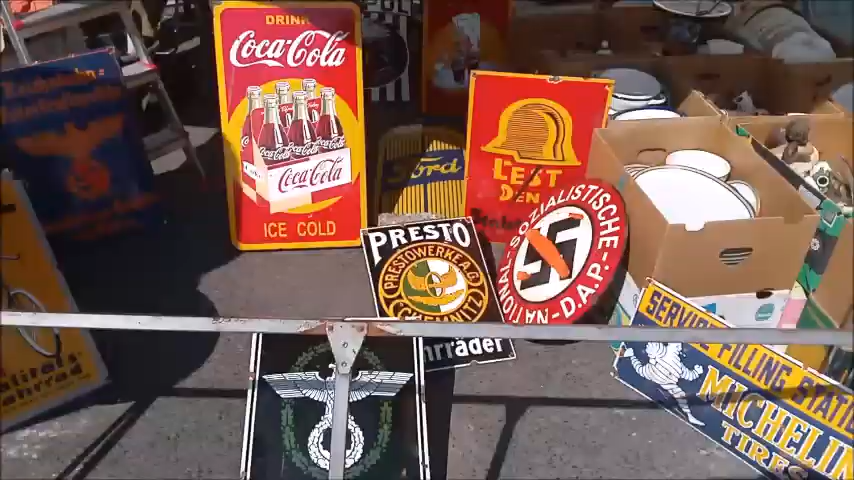 DRINK
Coca-Cola
Coca-Cola
ICE COLD
Ford
LEST
DEN
PRESTO
PRESTOWERKE A.G.
CHEMNITZ
hrräder
NATIONAL-SOZIALISTISCHE-
D.A.P.
SERVICE FILLING STATION
MICHELIN
TIRES